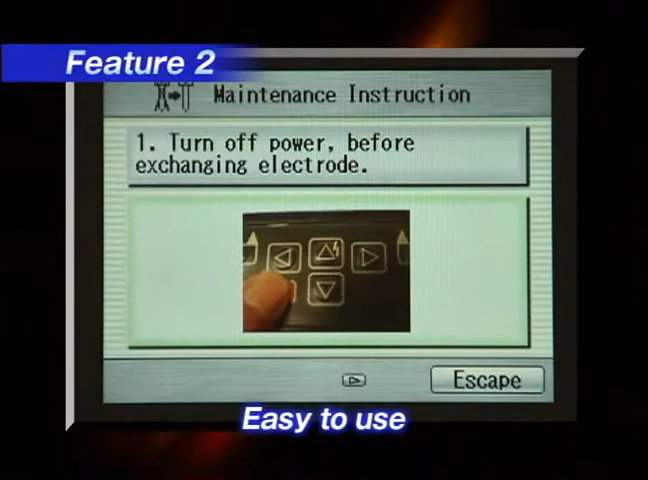 Feature 2
Maintenance Instruction
1. Turn off power, before
exchanging electrode.
Escape
Easy to use